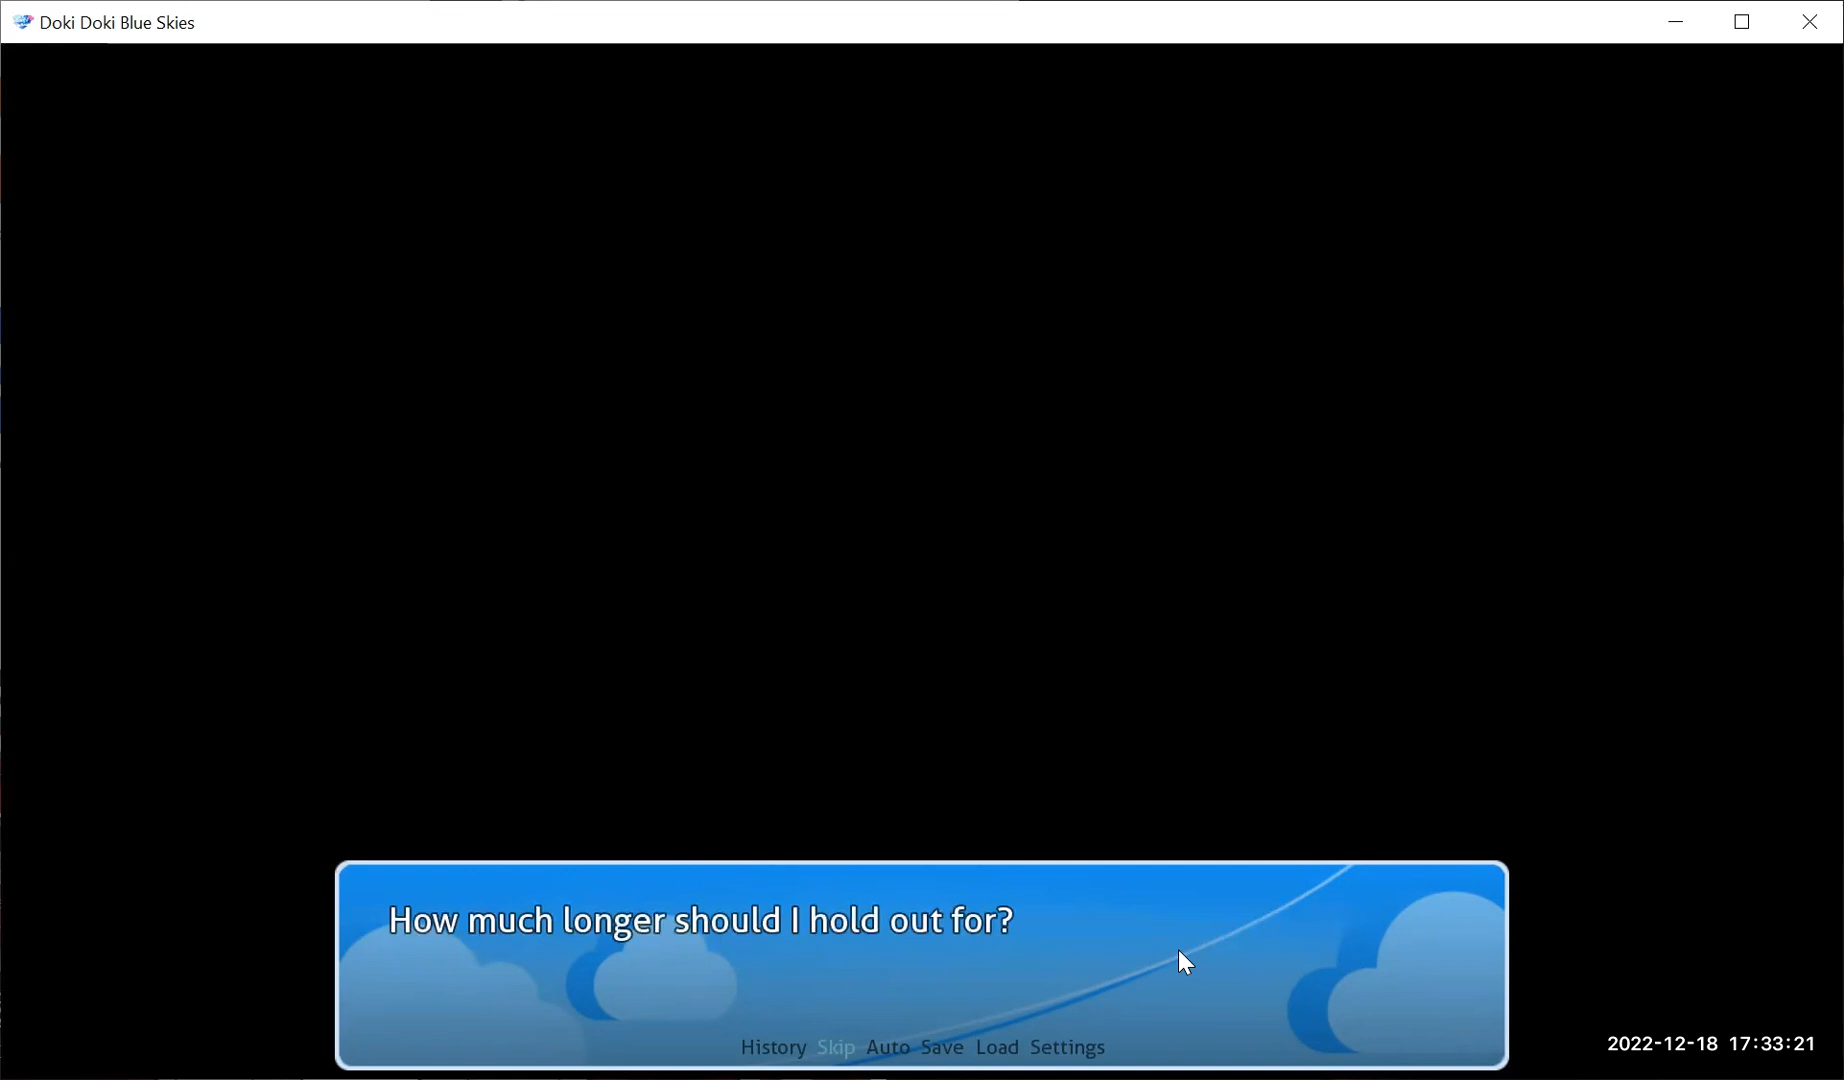 Doki Doki Blue Skies
How much longer should I hold out for?
History Skip Auto Save Load Settings
2022-12-18 17:33:21